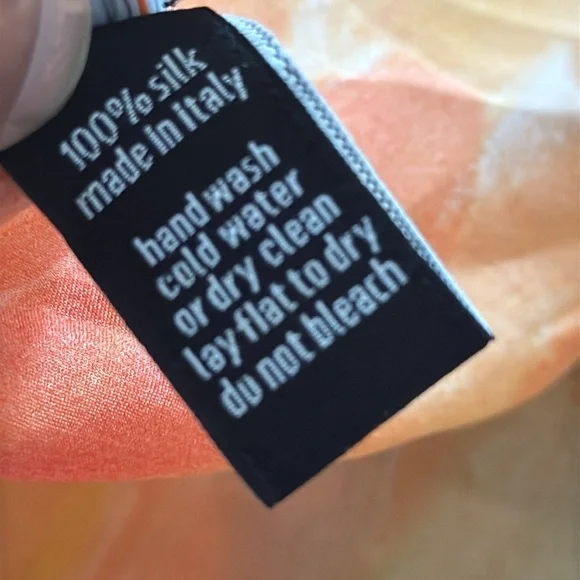 100% silk
made in italy
hand wash
cold water
or dry clean
lay flat to dry
do not bleach